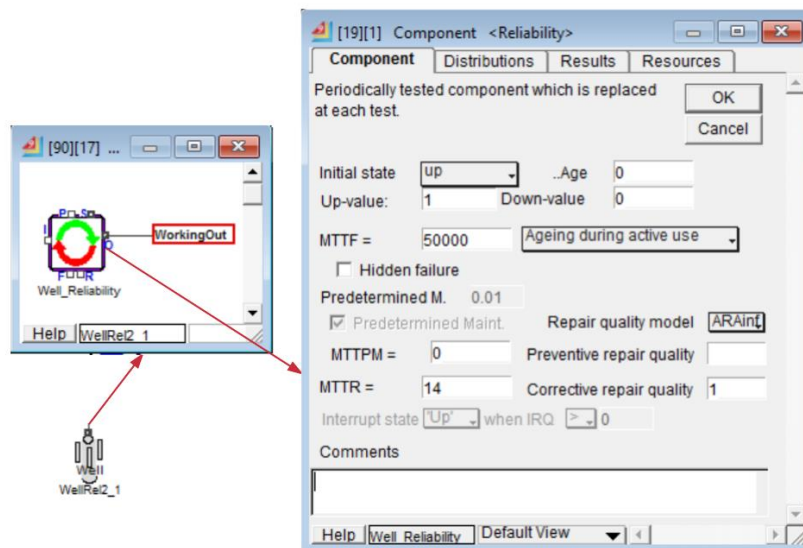 [19][1] Component <Reliability>
Component Distributions Results Resources
Periodically tested component which is replaced
at each test.
OK
Cancel
Initial state up ..Age 0
Up-value: 1 Down-value 0
MTTF = 50000 Ageing during active use
Hidden failure
Predetermined M. 0.01
Predetermined Maint. Repair quality model ARAinf
MTTPM = 0 Preventive repair quality
MTTR = 14 Corrective repair quality 1
Interrupt state 'Up' when IRQ > 0
Comments
Help Well_Reliability Default View
[90][17] ...
P S
I
WorkingOut
O
F R
Well_Reliability
Help WellRel2_1
Well
WellRel2_1